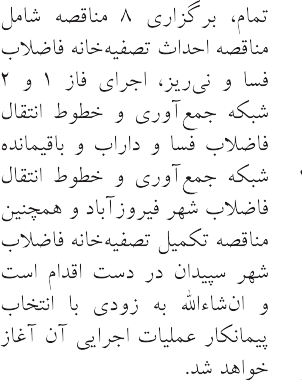 تمام، برگزاری ۸ مناقصه شامل
مناقصه احداث تصفیه‌خانه فاضلاب
فسا و نی‌ریز، اجرای فاز ۱ و ۲
شبکه جمع‌آوری و خطوط انتقال
فاضلاب فسا و داراب و باقیمانده
شبکه جمع‌آوری و خطوط انتقال
فاضلاب شهر فیروزآباد و همچنین
مناقصه تکمیل تصفیه‌خانه فاضلاب
شهر سپیدان در دست اقدام است
و ان‌شاءالله به زودی با انتخاب
پیمانکار عملیات اجرایی آن آغاز
خواهد شد.